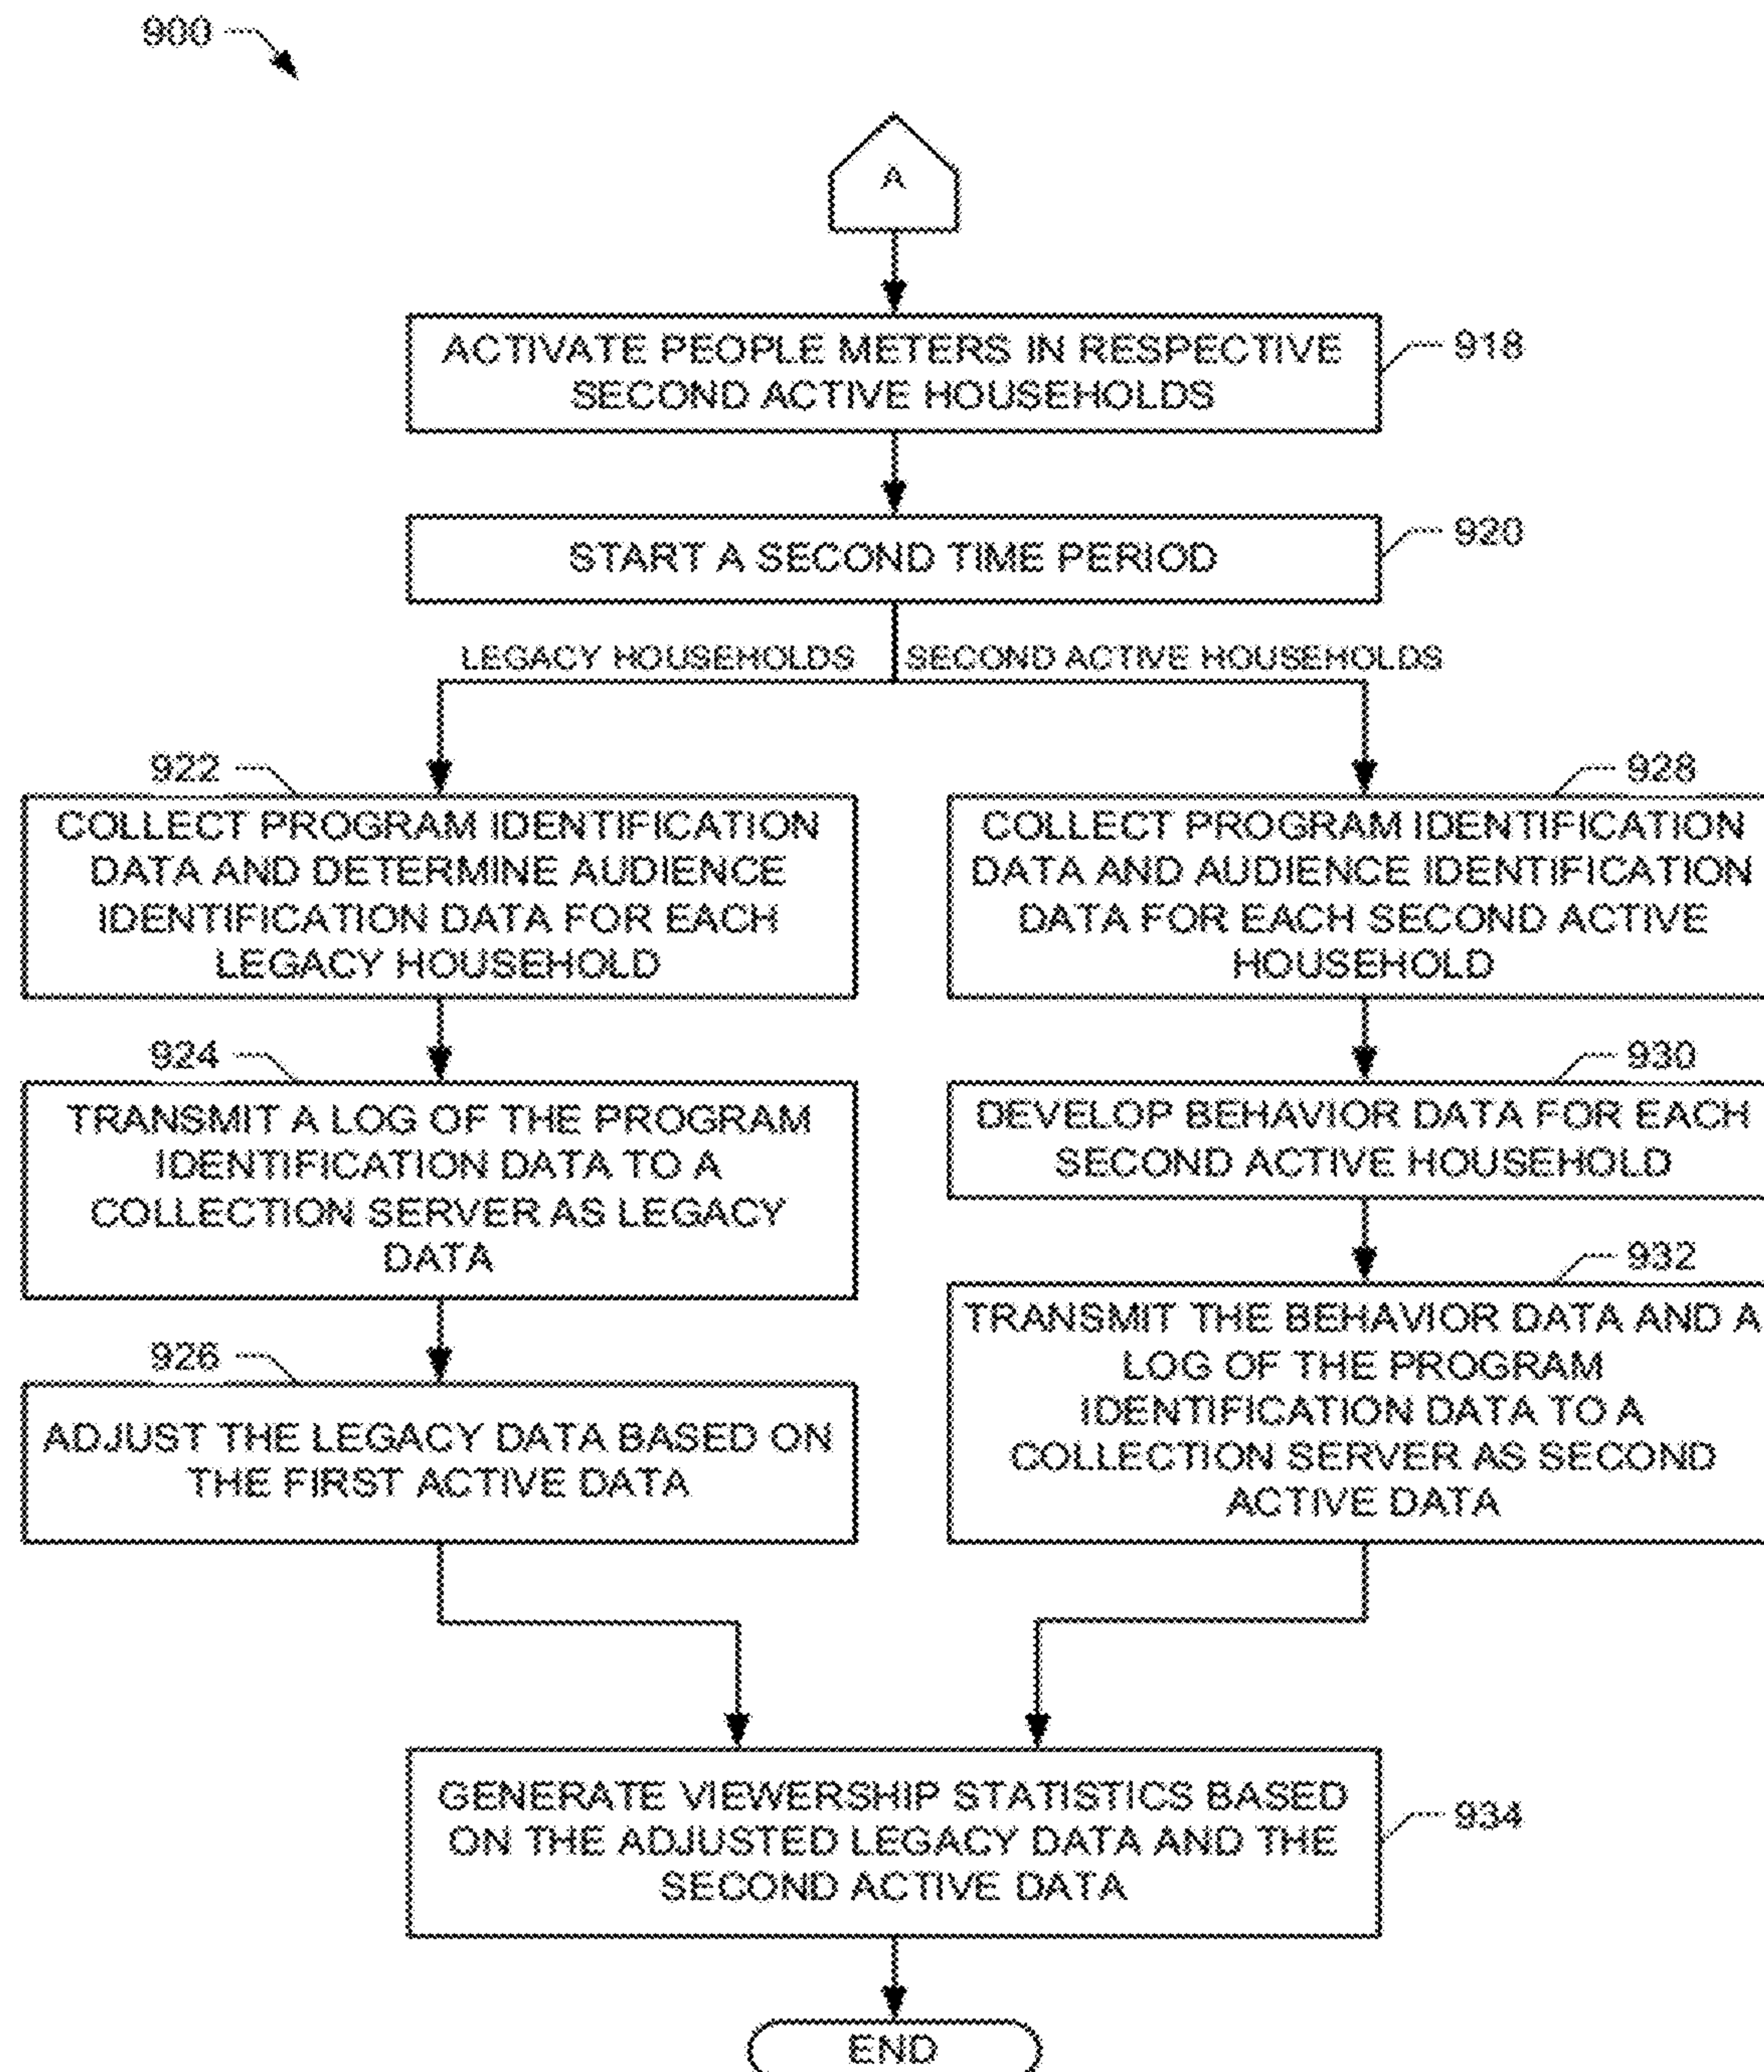 900
A
ACTIVATE PEOPLE METERS IN RESPECTIVE
SECOND ACTIVE HOUSEHOLDS
918
START A SECOND TIME PERIOD
920
LEGACY HOUSEHOLDS
SECOND ACTIVE HOUSEHOLDS
922
COLLECT PROGRAM IDENTIFICATION
DATA AND DETERMINE AUDIENCE
IDENTIFICATION DATA FOR EACH
LEGACY HOUSEHOLD
924
TRANSMIT A LOG OF THE PROGRAM
IDENTIFICATION DATA TO A
COLLECTION SERVER AS LEGACY
DATA
926
ADJUST THE LEGACY DATA BASED ON
THE FIRST ACTIVE DATA
928
COLLECT PROGRAM IDENTIFICATION
DATA AND AUDIENCE IDENTIFICATION
DATA FOR EACH SECOND ACTIVE
HOUSEHOLD
930
DEVELOP BEHAVIOR DATA FOR EACH
SECOND ACTIVE HOUSEHOLD
932
TRANSMIT THE BEHAVIOR DATA AND A
LOG OF THE PROGRAM
IDENTIFICATION DATA TO A
COLLECTION SERVER AS SECOND
ACTIVE DATA
GENERATE VIEWERSHIP STATISTICS BASED
ON THE ADJUSTED LEGACY DATA AND THE
SECOND ACTIVE DATA
934
END